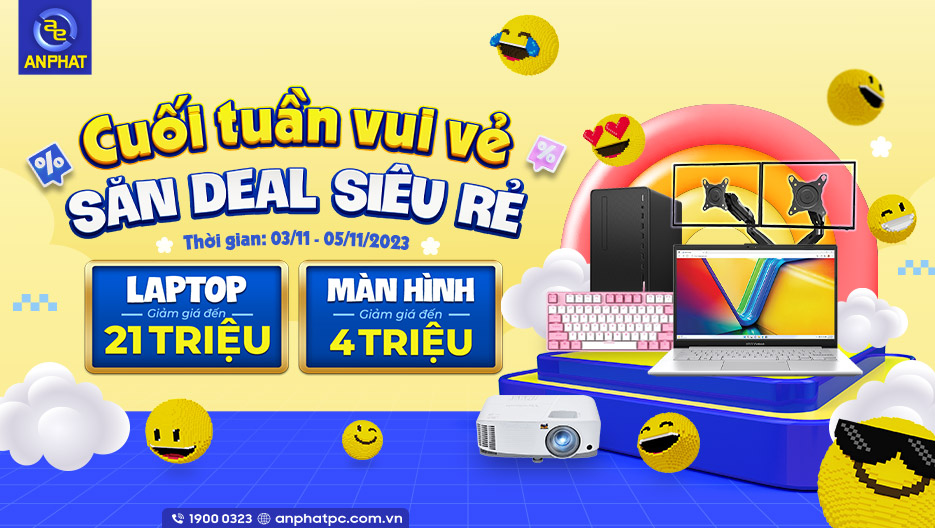 ANPHAT
Cuối tuần vui vẻ
SĂN DEAL SIÊU RẺ
Thời gian: 03/11 - 05/11/2023
LAPTOP
Giảm giá đến
21 TRIỆU
MÀN HÌNH
Giảm giá đến
4 TRIỆU
1900 0323 anphatpc.com.vn